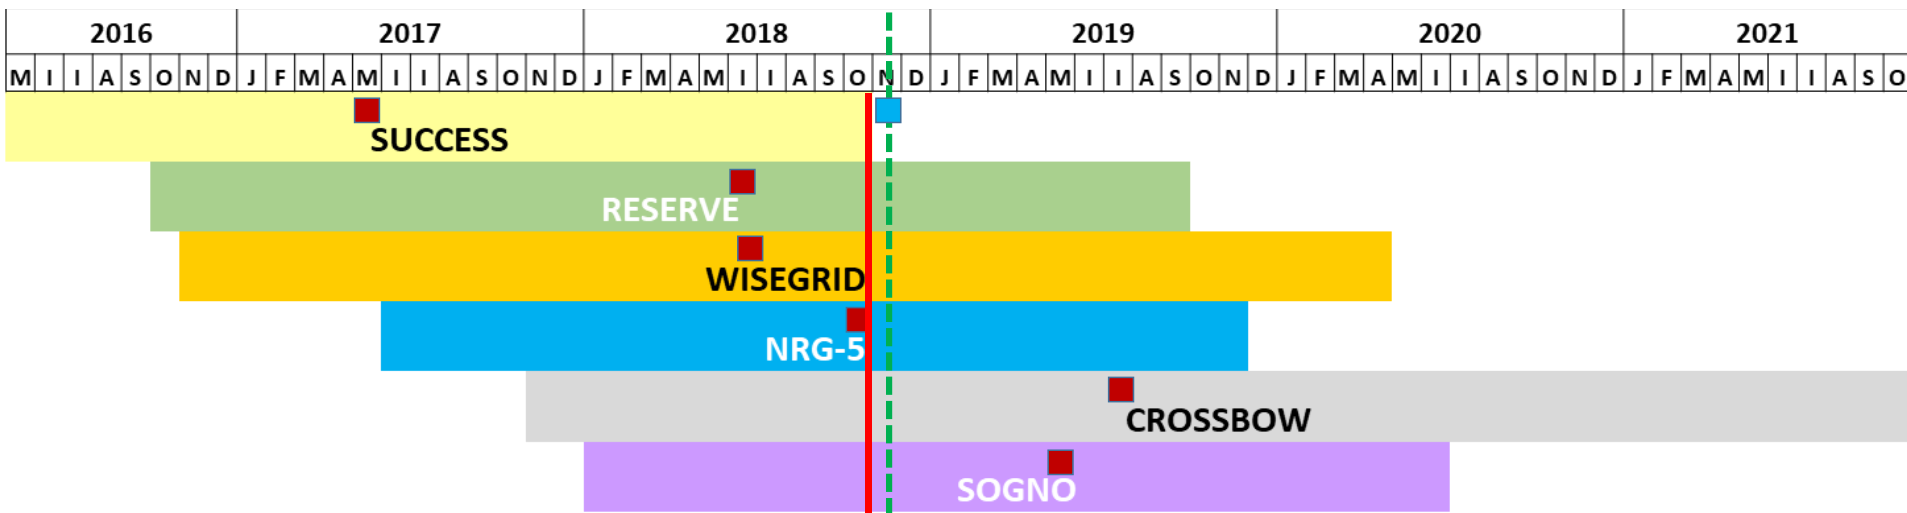 2016 2017 2018 2019 2020 2021
M I I A S O N D J F M A M I I A S O N D J F M A M I I A S O N D J F M A M I I A S O N D J F M A M I I A S O N D J F M A M I I A S O
SUCCESS
RESERVE
WISEGRID
NRG-5
CROSSBOW
SOGNO